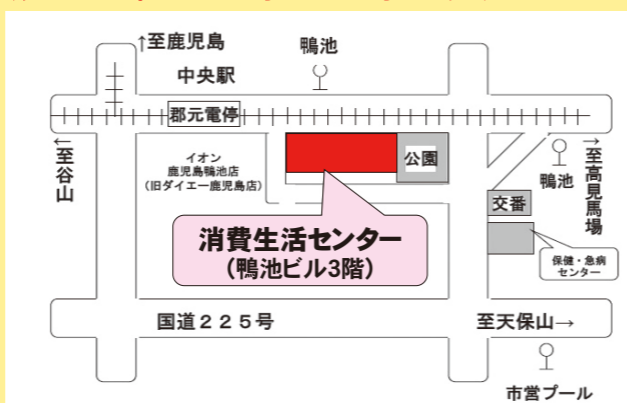 ↑至鹿児島
中央駅
鴨池
郡元電停
←至谷山
イオン
鹿児島鴨池店
(旧ダイエー鹿児島店)
公園
鴨池
→至高見馬場
交番
消費生活センター
(鴨池ビル3階)
保健・急病
センター
国道225号
至天保山→
市営プール